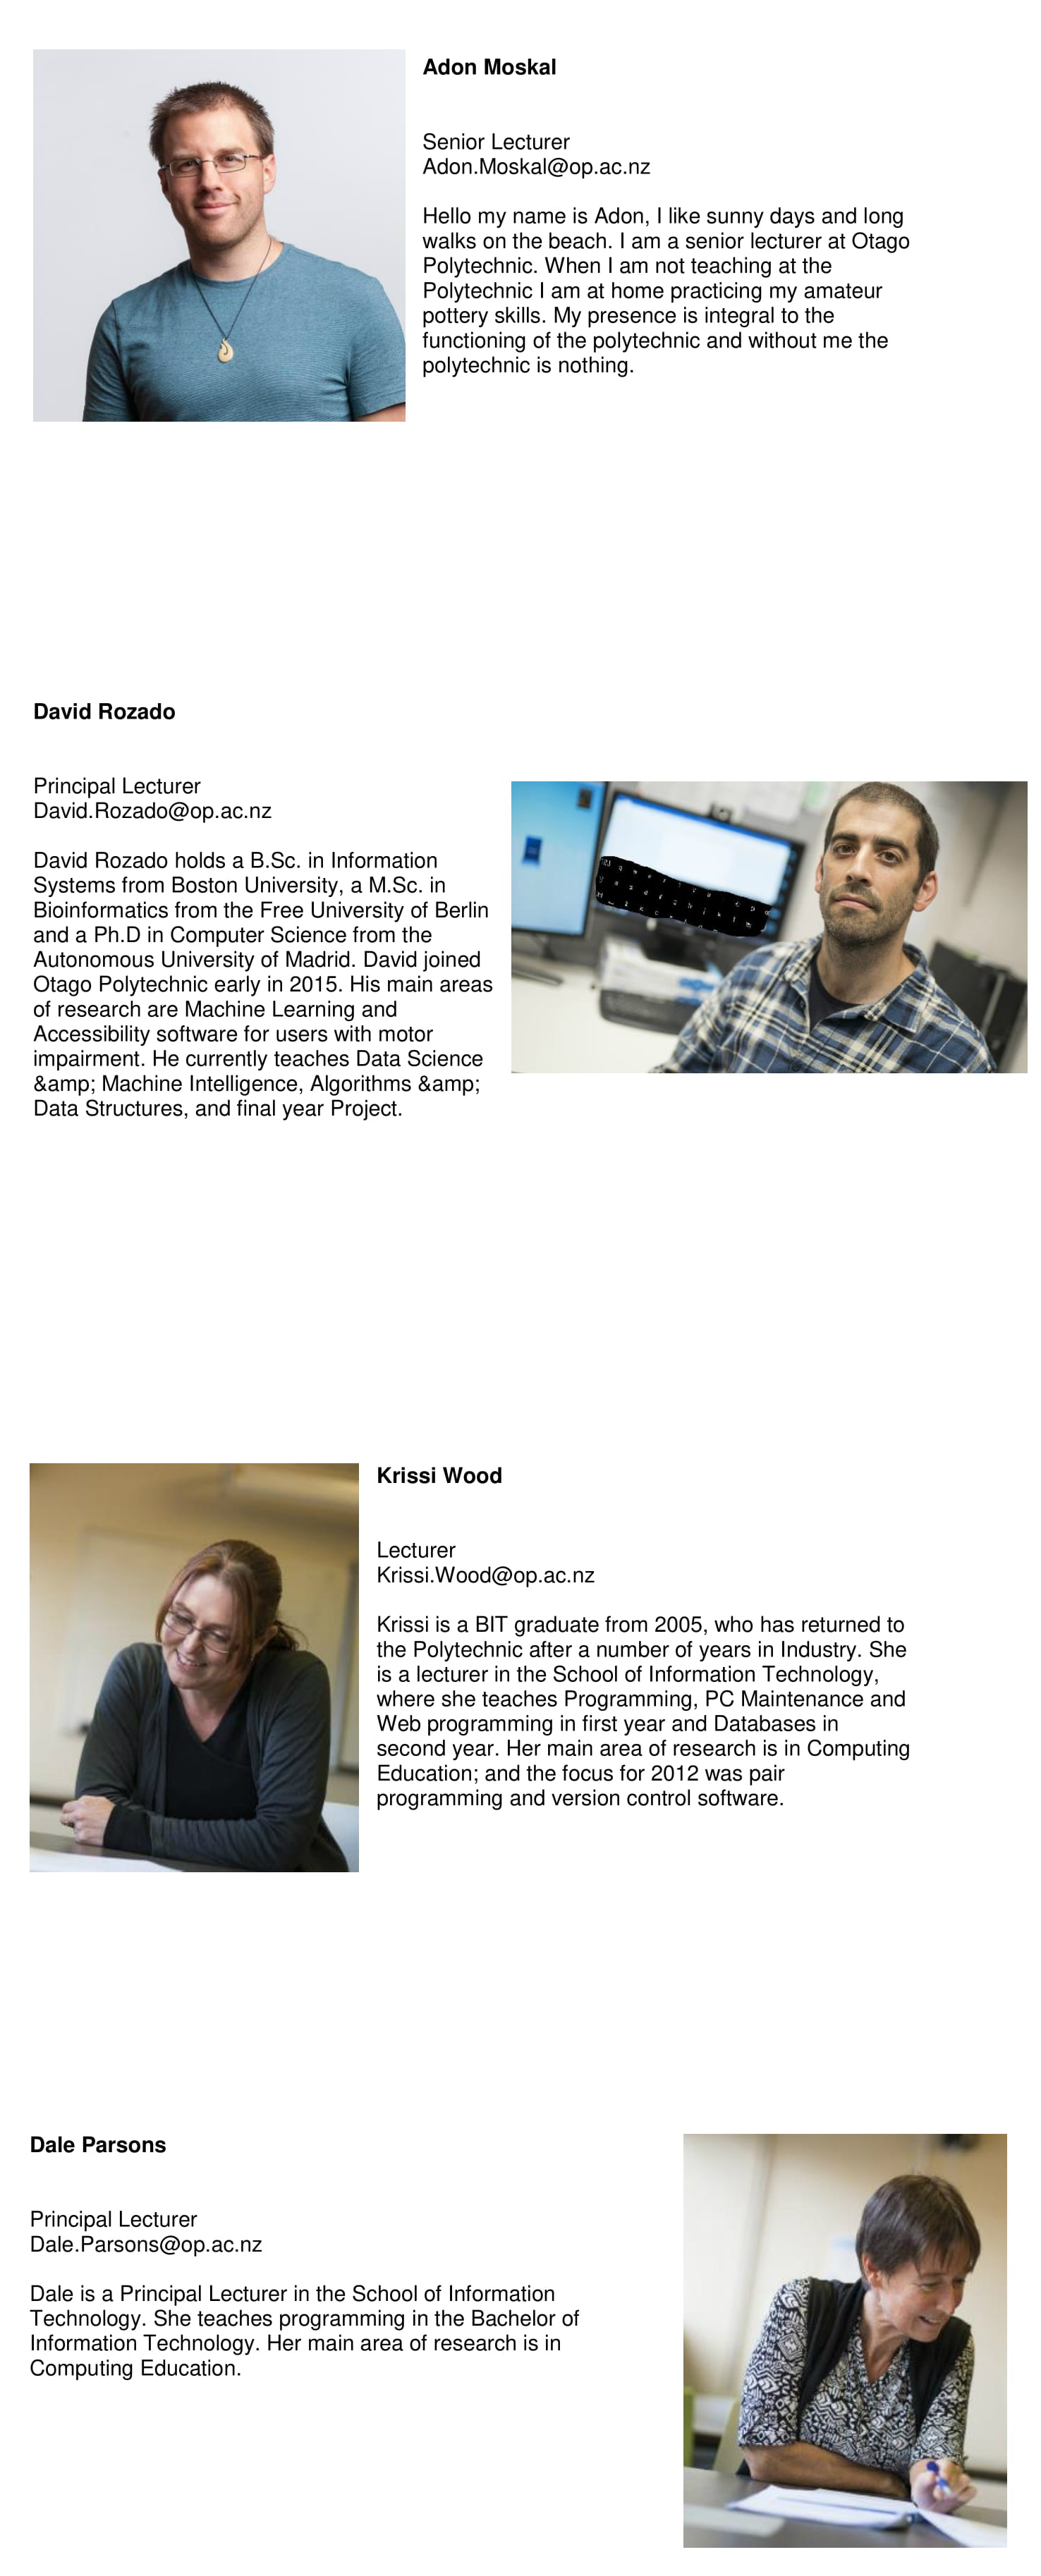 Adon Moskal
Senior Lecturer
Adon.Moskal@op.ac.nz
Hello my name is Adon, I like sunny days and long
walks on the beach. I am a senior lecturer at Otago
Polytechnic. When I am not teaching at the
Polytechnic I am at home practicing my amateur
pottery skills. My presence is integral to the
functioning of the polytechnic and without me the
polytechnic is nothing.
David Rozado
Principal Lecturer
David.Rozado@op.ac.nz
David Rozado holds a B.Sc. in Information
Systems from Boston University, a M.Sc. in
Bioinformatics from the Free University of Berlin
and a Ph.D in Computer Science from the
Autonomous University of Madrid. David joined
Otago Polytechnic early in 2015. His main areas
of research are Machine Learning and
Accessibility software for users with motor
impairment. He currently teaches Data Science
&amp; Machine Intelligence, Algorithms &amp;
Data Structures, and final year Project.
Krissi Wood
Lecturer
Krissi.Wood@op.ac.nz
Krissi is a BIT graduate from 2005, who has returned to
the Polytechnic after a number of years in Industry. She
is a lecturer in the School of Information Technology,
where she teaches Programming, PC Maintenance and
Web programming in first year and Databases in
second year. Her main area of research is in Computing
Education; and the focus for 2012 was pair
programming and version control software.
Dale Parsons
Principal Lecturer
Dale.Parsons@op.ac.nz
Dale is a Principal Lecturer in the School of Information
Technology. She teaches programming in the Bachelor of
Information Technology. Her main area of research is in
Computing Education.